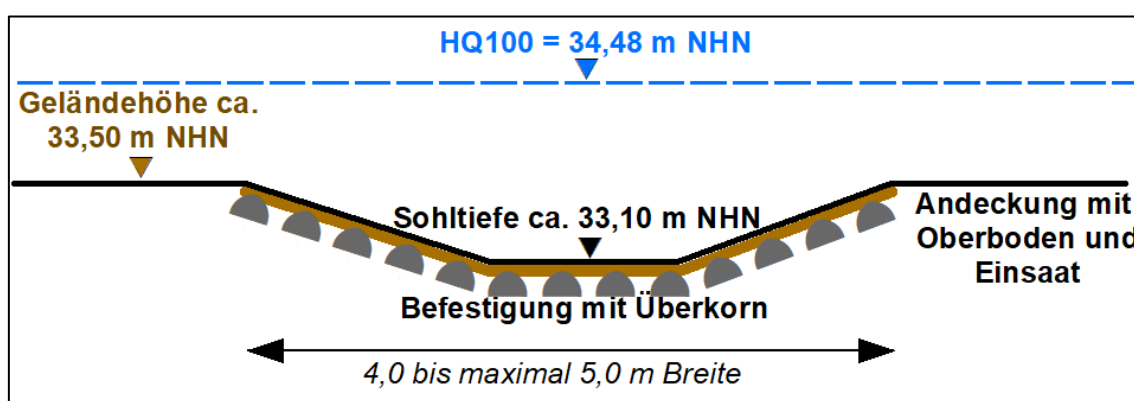 HQ100 = 34,48 m NHN
Geländehöhe ca.
33,50 m NHN
Sohltiefe ca. 33,10 m NHN
Andeckung mit
Oberboden und
Einsaat
Befestigung mit Überkorn
4,0 bis maximal 5,0 m Breite